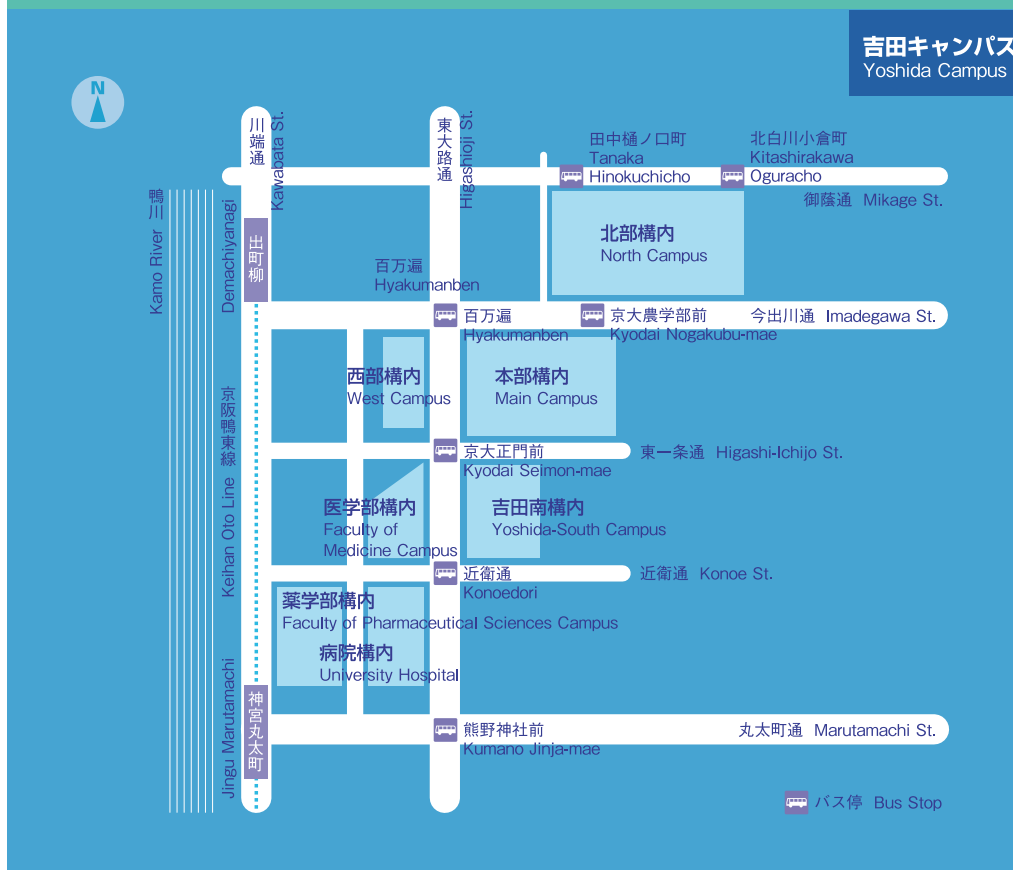 吉田キャンパス
Yoshida Campus
N
川端通
Kawabata St.
東大路通
Higashioji St.
田中樋ノ口町
Tanaka
Hinokuchicho
北白川小倉町
Kitashirakawa
Oguracho
御蔭通 Mikage St.
鴨川
Kamo River
出町柳
Demachiyanagi
北部構内
North Campus
百万遍
Hyakumanben
百万遍
Hyakumanben
京大農学部前
Kyodai Nogakubu-mae
今出川通 Imadegawa St.
西部構内
West Campus
本部構内
Main Campus
京阪鴨東線
Keihan Oto Line
京大正門前
Kyodai Seimon-mae
東一条通 Higashi-Ichijo St.
医学部構内
Faculty of
Medicine Campus
吉田南構内
Yoshida-South Campus
近衛通
Konoedori
近衛通 Konoe St.
薬学部構内
Faculty of Pharmaceutical Sciences Campus
病院構内
University Hospital
神宮丸太町
Jingu Marutamachi
熊野神社前
Kumano Jinja-mae
丸太町通 Marutamachi St.
バス停 Bus Stop